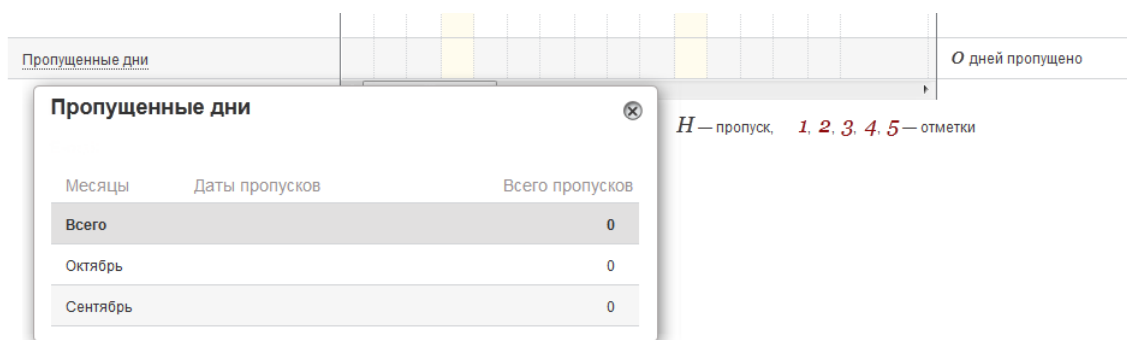 Пропущенные дни
0 дней пропущено
Пропущенные дни
Н — пропуск, 1, 2, 3, 4, 5 — отметки
Месяцы Даты пропусков Всего пропусков
Всего 0
Октябрь 0
Сентябрь 0